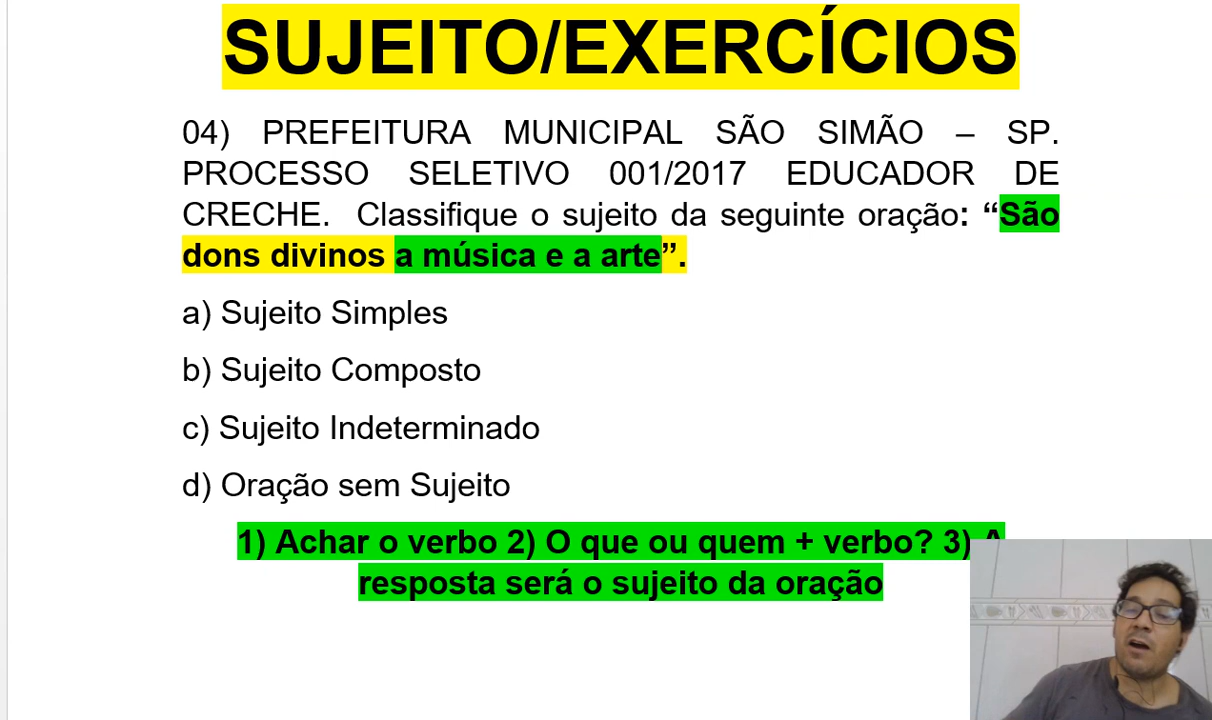 SUJEITO/EXERCÍCIOS
04) PREFEITURA MUNICIPAL SÃO SIMÃO – SP.
PROCESSO SELETIVO 001/2017 EDUCADOR DE
CRECHE. Classifique o sujeito da seguinte oração: “São
dons divinos a música e a arte”.
a) Sujeito Simples
b) Sujeito Composto
c) Sujeito Indeterminado
d) Oração sem Sujeito
1) Achar o verbo 2) O que ou quem + verbo? 3) A
resposta será o sujeito da oração